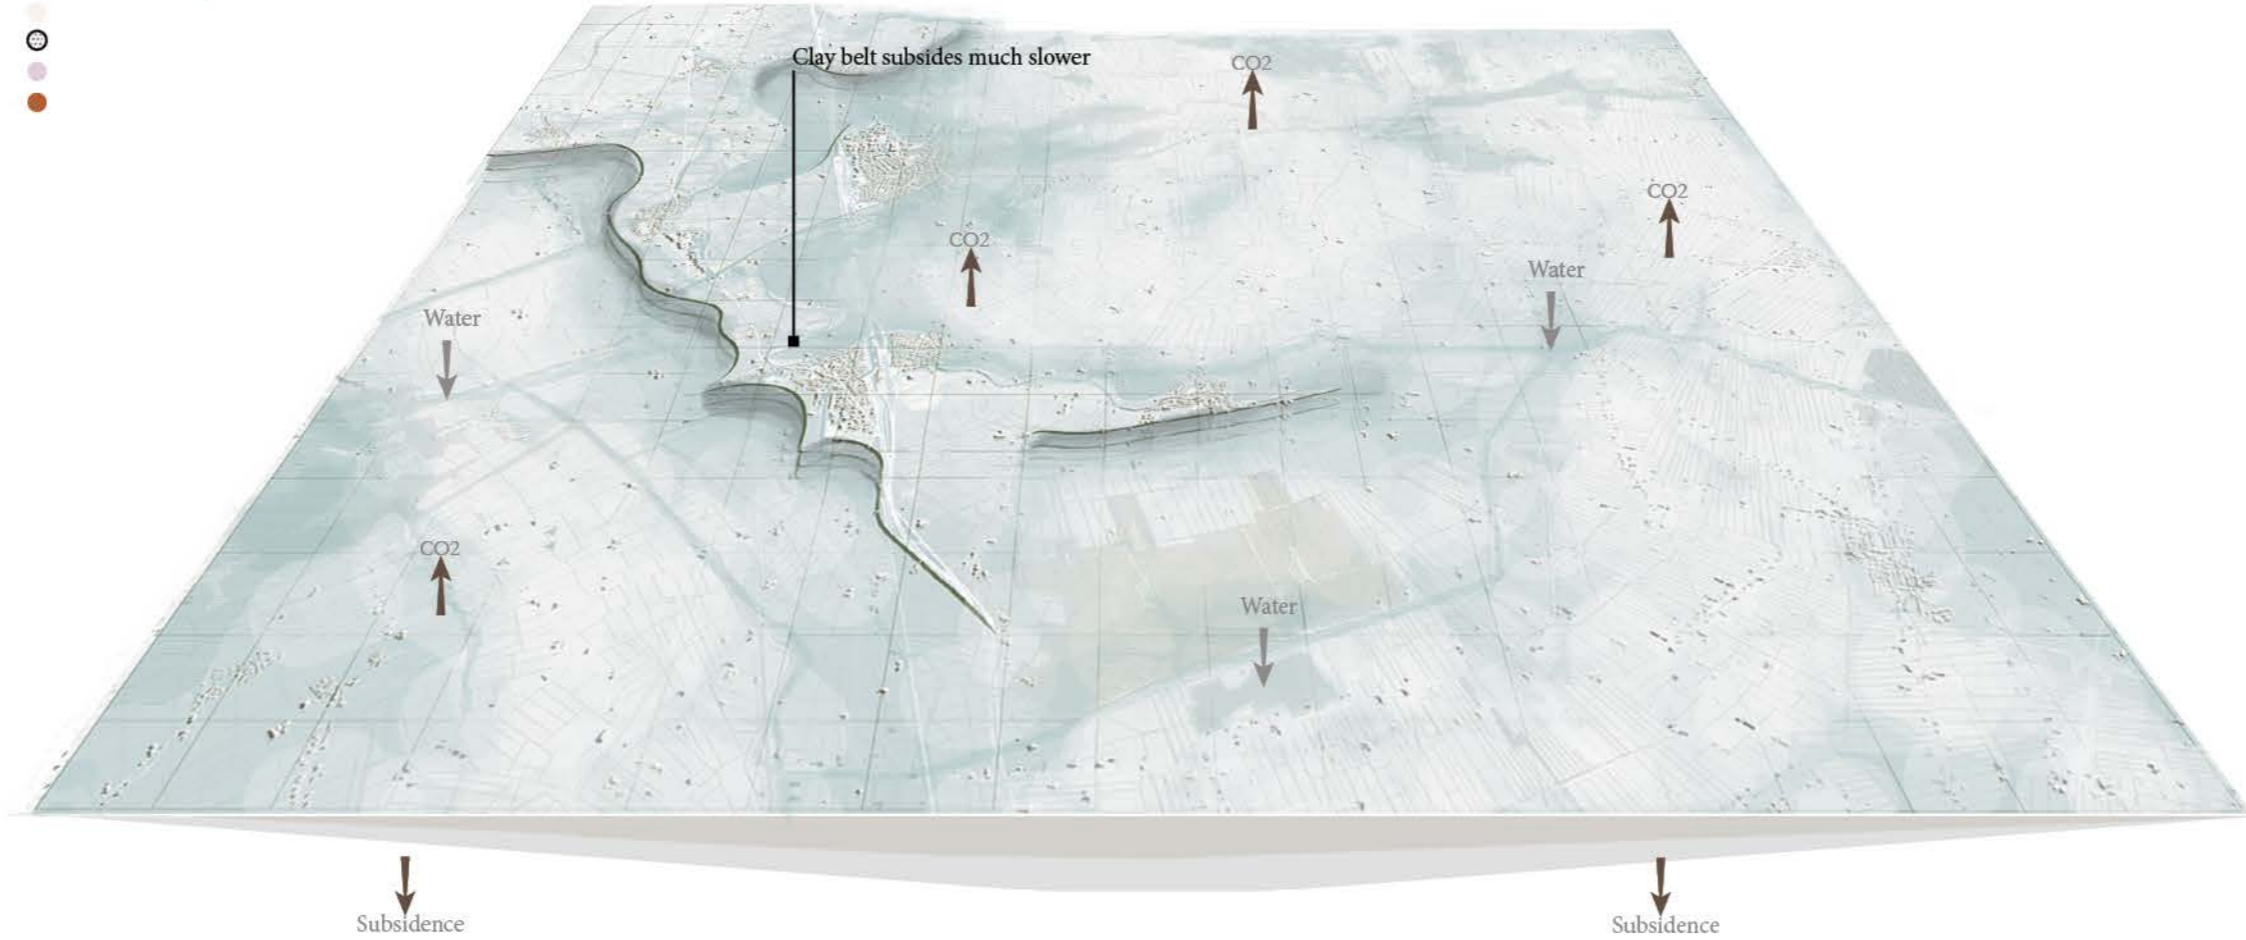 Clay belt subsides much slower
CO2
CO2
CO2
Water
Water
CO2
Water
Subsidence
Subsidence